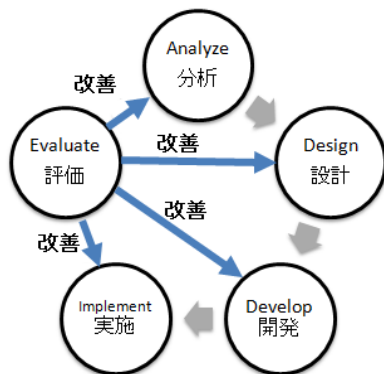 Analyze
分析
改善
Evaluate
評価
改善
Design
設計
改善
改善
Implement
実施
Develop
開発